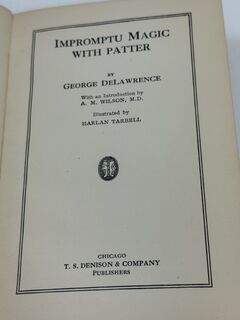 IMPROMPTU MAGIC
WITH PATTER
BY
GEORGE DELAWRENCE
With an Introduction by
A. M. WILSON, M.D.
Illustrated by
HARLAN TARBELL
CHICAGO
T. S. DENISON & COMPANY
PUBLISHERS